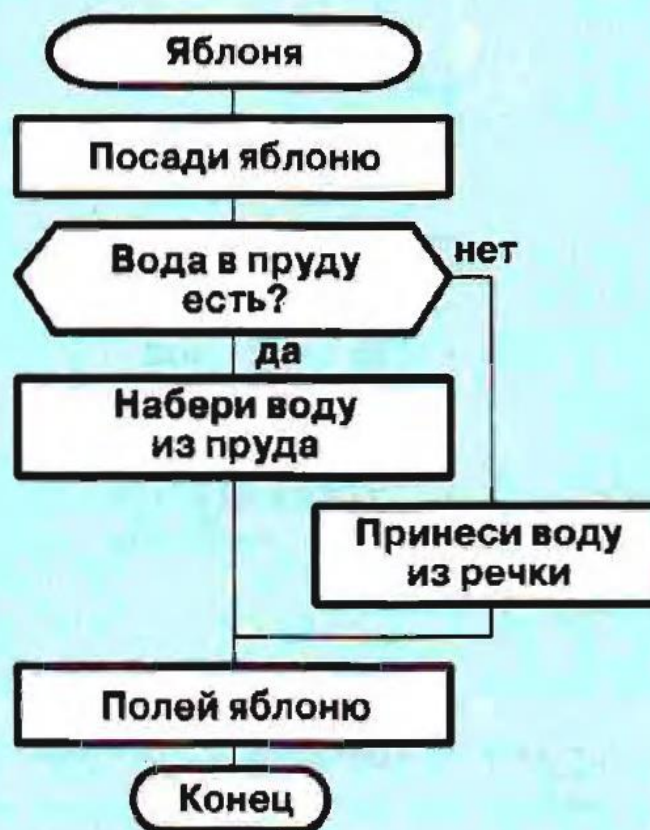 Яблоня
Посади яблоню
Вода в пруду
есть?
нет
да
Набери воду
из пруда
Принеси воду
из речки
Полей яблоню
Конец